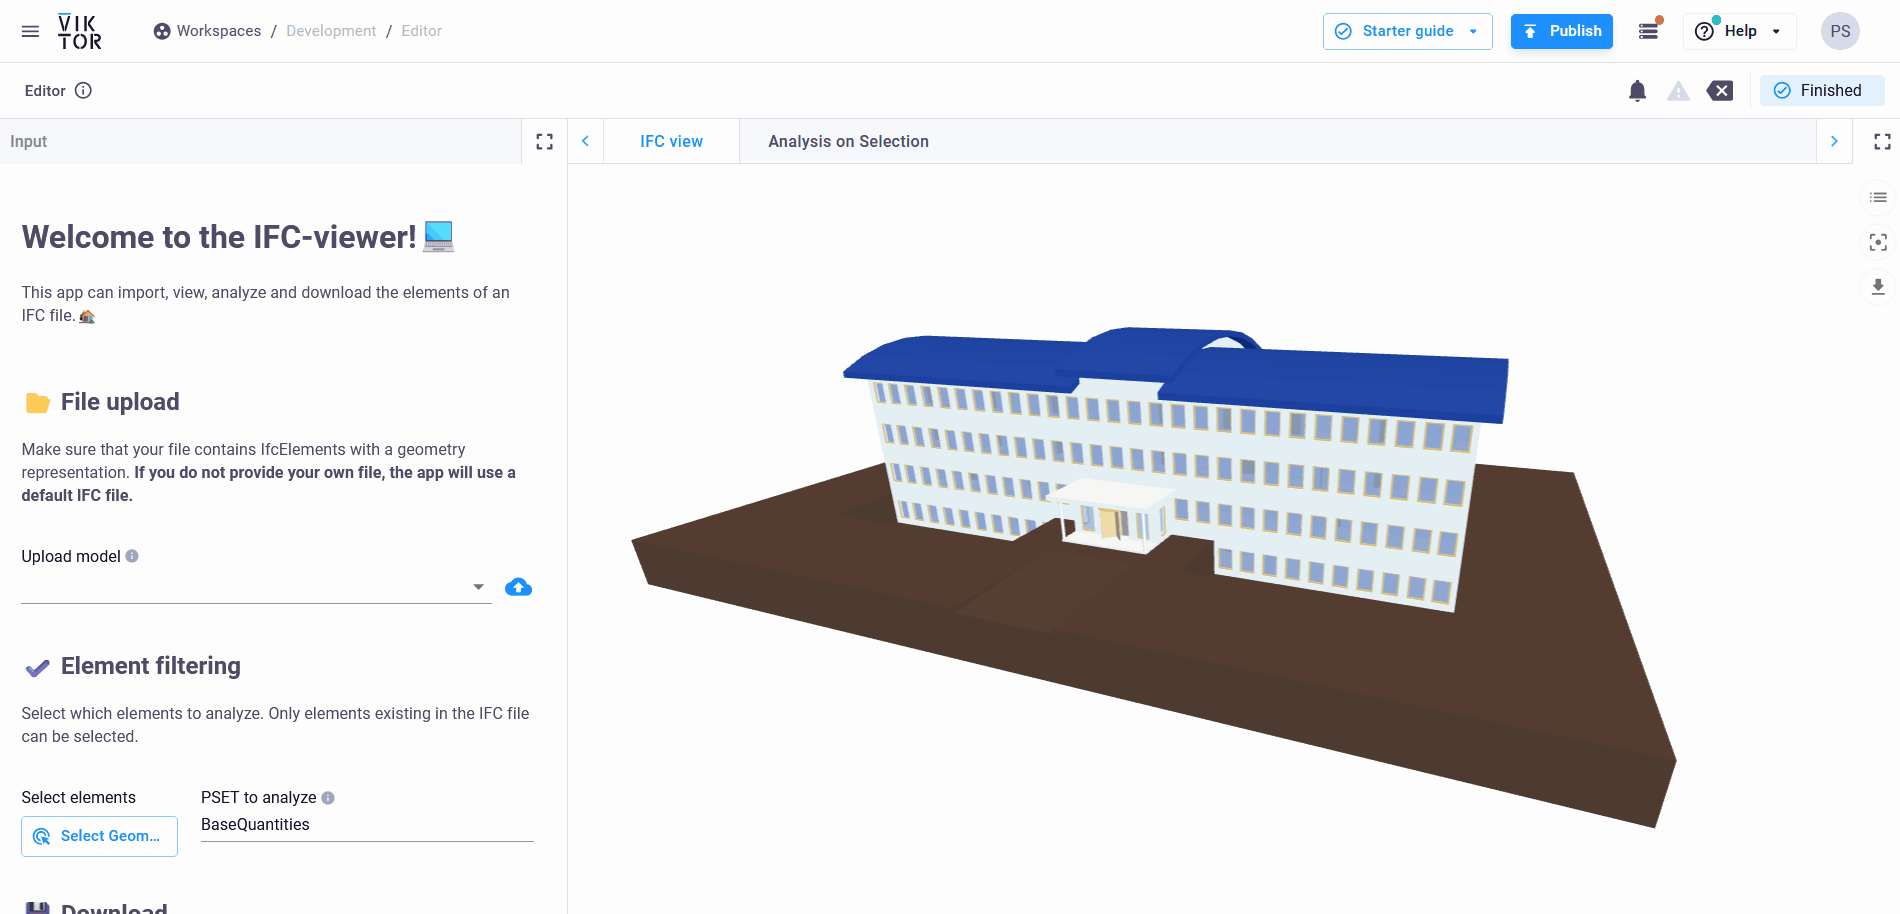 VIK
TOR
Workspaces / Development / Editor
Starter guide
Publish
Help
PS
Editor
Finished
Input
IFC view
Analysis on Selection
Welcome to the IFC-viewer!
This app can import, view, analyze and download the elements of an
IFC file.
File upload
Make sure that your file contains IfcElements with a geometry
representation. If you do not provide your own file, the app will use a
default IFC file.
Upload model
Element filtering
Select which elements to analyze. Only elements existing in the IFC file
can be selected.
Select elements
PSET to analyze
Select Geom...
BaseQuantities
Download